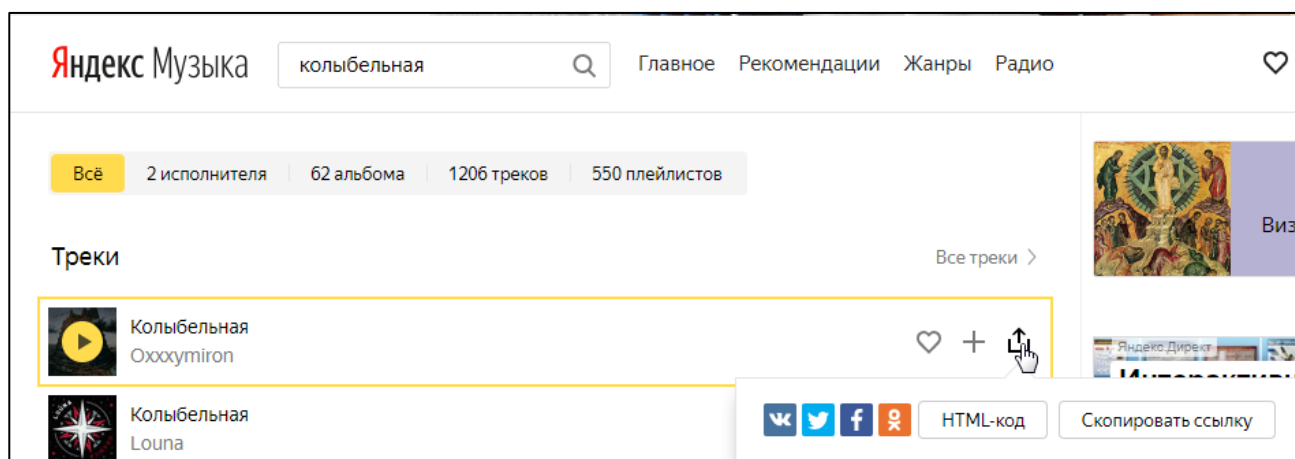 Яндекс Музыка колыбельная Главное Рекомендации Жанры Радио
Всё 2 исполнителя 62 альбома 1206 треков 550 плейлистов
Треки Все треки
Колыбельная
Oxxxymiron
Колыбельная
Louna
HTML-код Скопировать ссылку
Виз
Яндекс.Директ